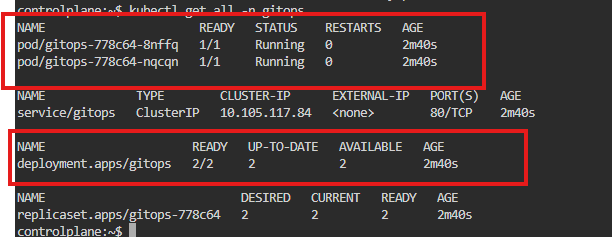 controlplane:~$ kubectl get all -n gitops
NAME READY STATUS RESTARTS AGE
pod/gitops-778c64-8nffq 1/1 Running 0 2m40s
pod/gitops-778c64-nqcqn 1/1 Running 0 2m40s
NAME TYPE CLUSTER-IP EXTERNAL-IP PORT(S) AGE
service/gitops ClusterIP 10.105.117.84 <none> 80/TCP 2m40s
NAME READY UP-TO-DATE AVAILABLE AGE
deployment.apps/gitops 2/2 2 2 2m40s
NAME DESIRED CURRENT READY AGE
replicaset.apps/gitops-778c64 2 2 2 2m40s
controlplane:~$